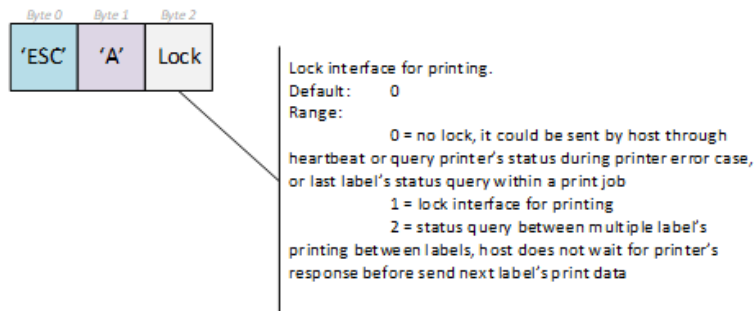 Byte 0 Byte 1 Byte 2
'ESC' 'A' Lock
Lock interface for printing.
Default: 0
Range:
0 = no lock, it could be sent by host through
heartbeat or query printer's status during printer error case,
or last label's status query within a print job
1 = lock interface for printing
2 = status query between multiple label's
printing between labels, host does not wait for printer's
response before send next label's print data